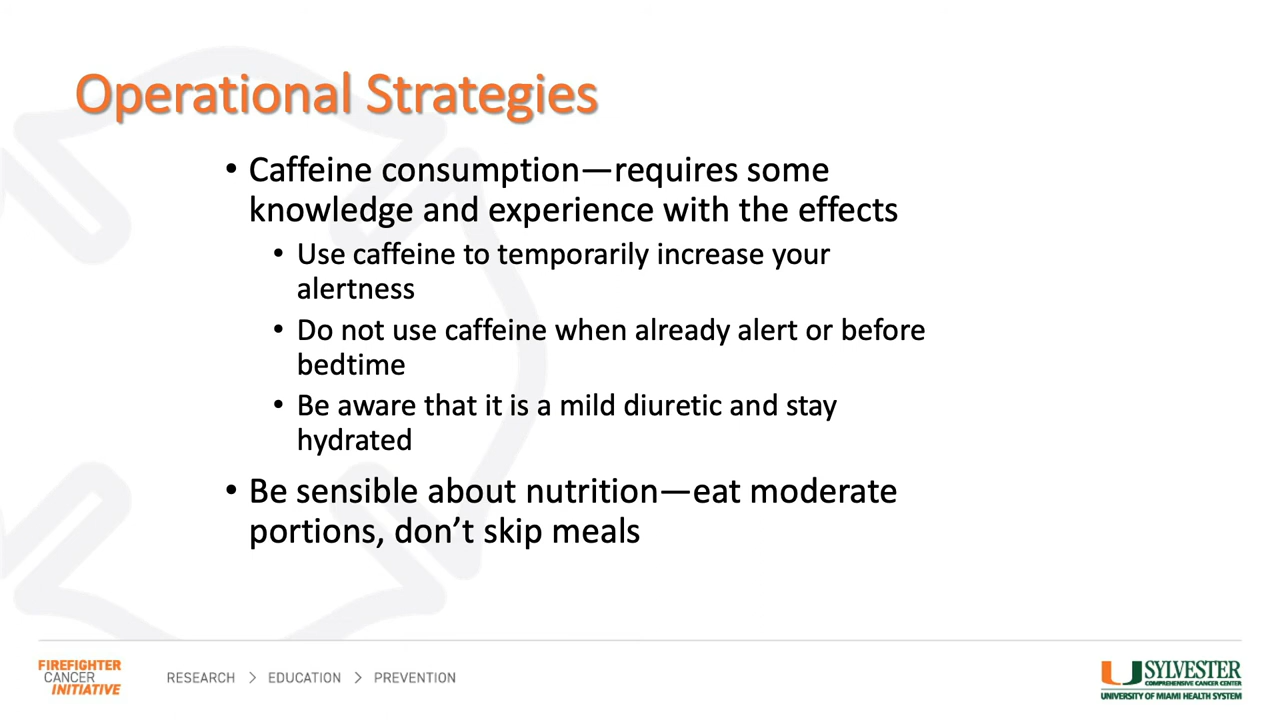 Operational Strategies
• Caffeine consumption—requires some
knowledge and experience with the effects
• Use caffeine to temporarily increase your
alertness
• Do not use caffeine when already alert or before
bedtime
• Be aware that it is a mild diuretic and stay
hydrated
• Be sensible about nutrition—eat moderate
portions, don’t skip meals
FIREFIGHTER
CANCER
INITIATIVE
RESEARCH > EDUCATION > PREVENTION
SYLVESTER
COMPREHENSIVE CANCER CENTER
UNIVERSITY OF MIAMI HEALTH SYSTEM